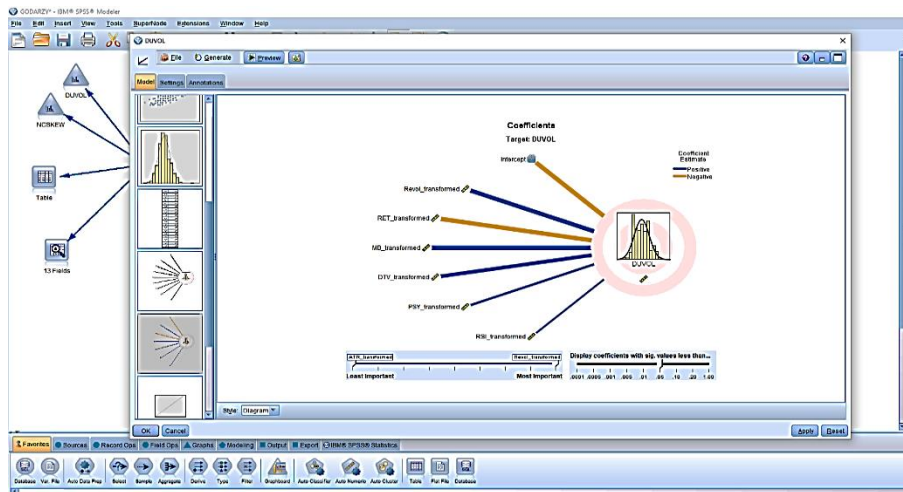 GODARZY* - IBM® SPSS® Modeler
File Edit Insert View Tools SuperNode Extensions Window Help
DUVOL
File Generate Preview
Model Settings Annotations
DUVOL
NCSKEW
Table
13 Fields
Coefficients
Target: DUVOL
Intercept
Coefficient
Estimate
Positive
Negative
Revol_transformed
RET_transformed
MB_transformed
DTV_transformed
PSY_transformed
RSI_transformed
DUVOL
ATR_transformed
Revol_transformed
Least Important
Most Important
Display coefficients with sig. values less than...
.0001 .0005 .001 .005 .01 .05 .10 .20 1.00
Style: Diagram
OK Cancel
Apply Reset
Favorites Sources Record Ops Field Ops Graphs Modeling Output Export IBM® SPSS® Statistics
Database Var. File Auto Data Prep Select Sample Aggregate Derive Type Filter Graphboard Auto Classifier Auto Numeric Auto Cluster Table Flat File Database